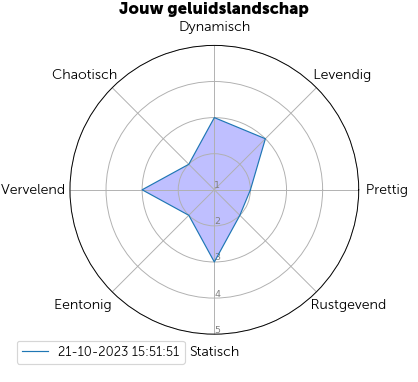 Jouw geluidslandschap
Dynamisch
Chaotisch
Levendig
Vervelend
1
Prettig
2
3
4
Eentonig
Rustgevend
5
21-10-2023 15:51:51
Statisch